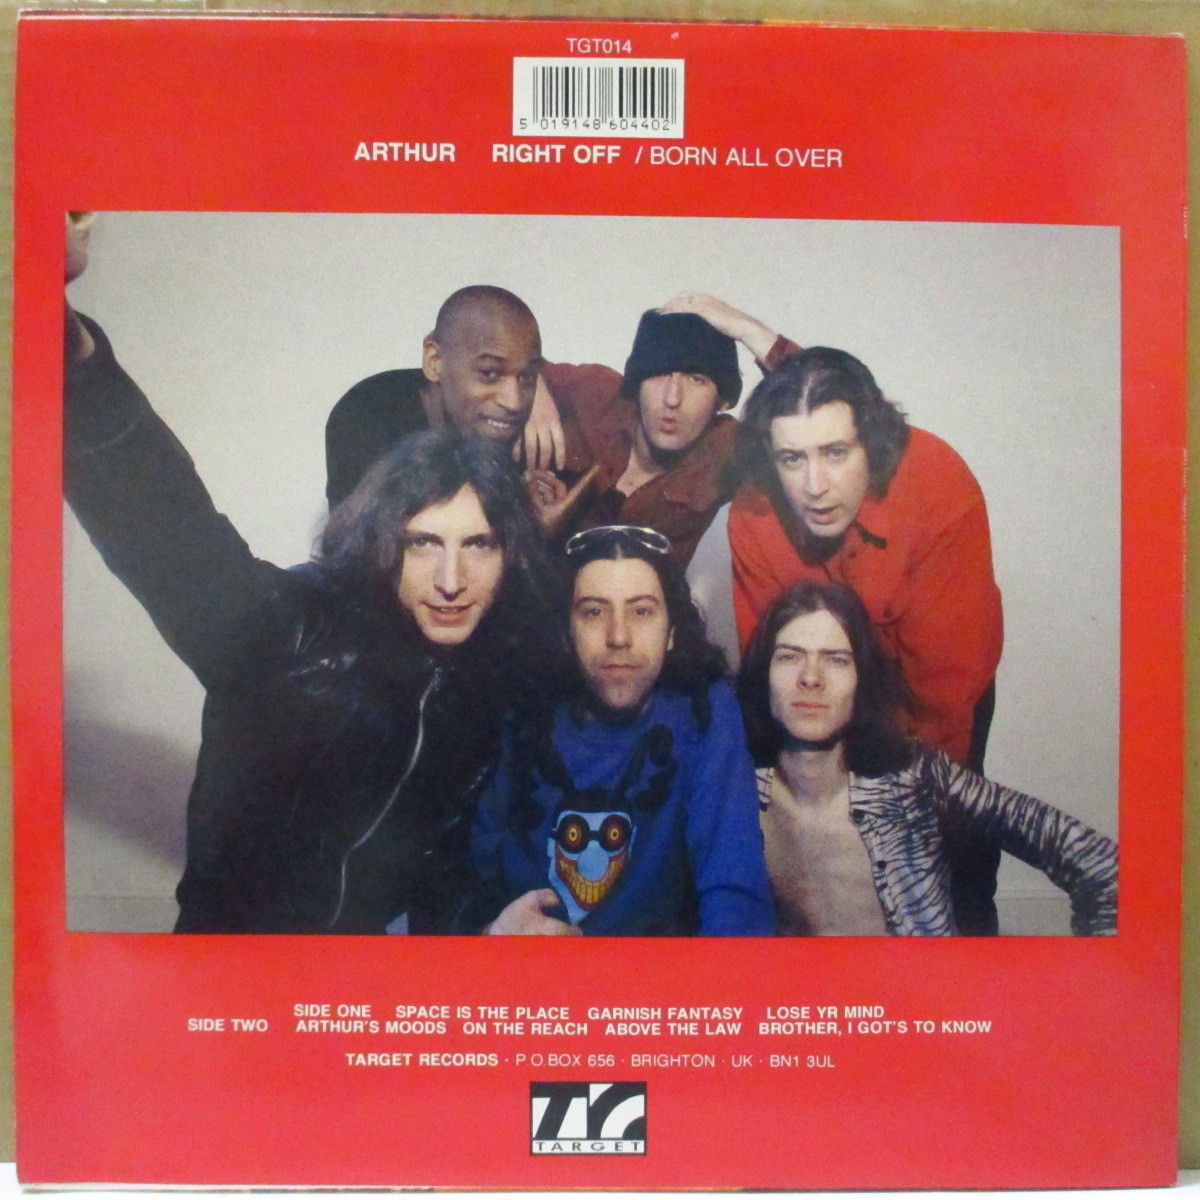 TGT014
5 019148 604402
ARTHUR RIGHT OFF / BORN ALL OVER
SIDE ONE SPACE IS THE PLACE GARNISH FANTASY LOSE YR MIND
SIDE TWO ARTHUR'S MOODS ON THE REACH ABOVE THE LAW BROTHER, I GOT'S TO KNOW
TARGET RECORDS · P.O.BOX 656 · BRIGHTON · UK · BN1 3UL
TARGET